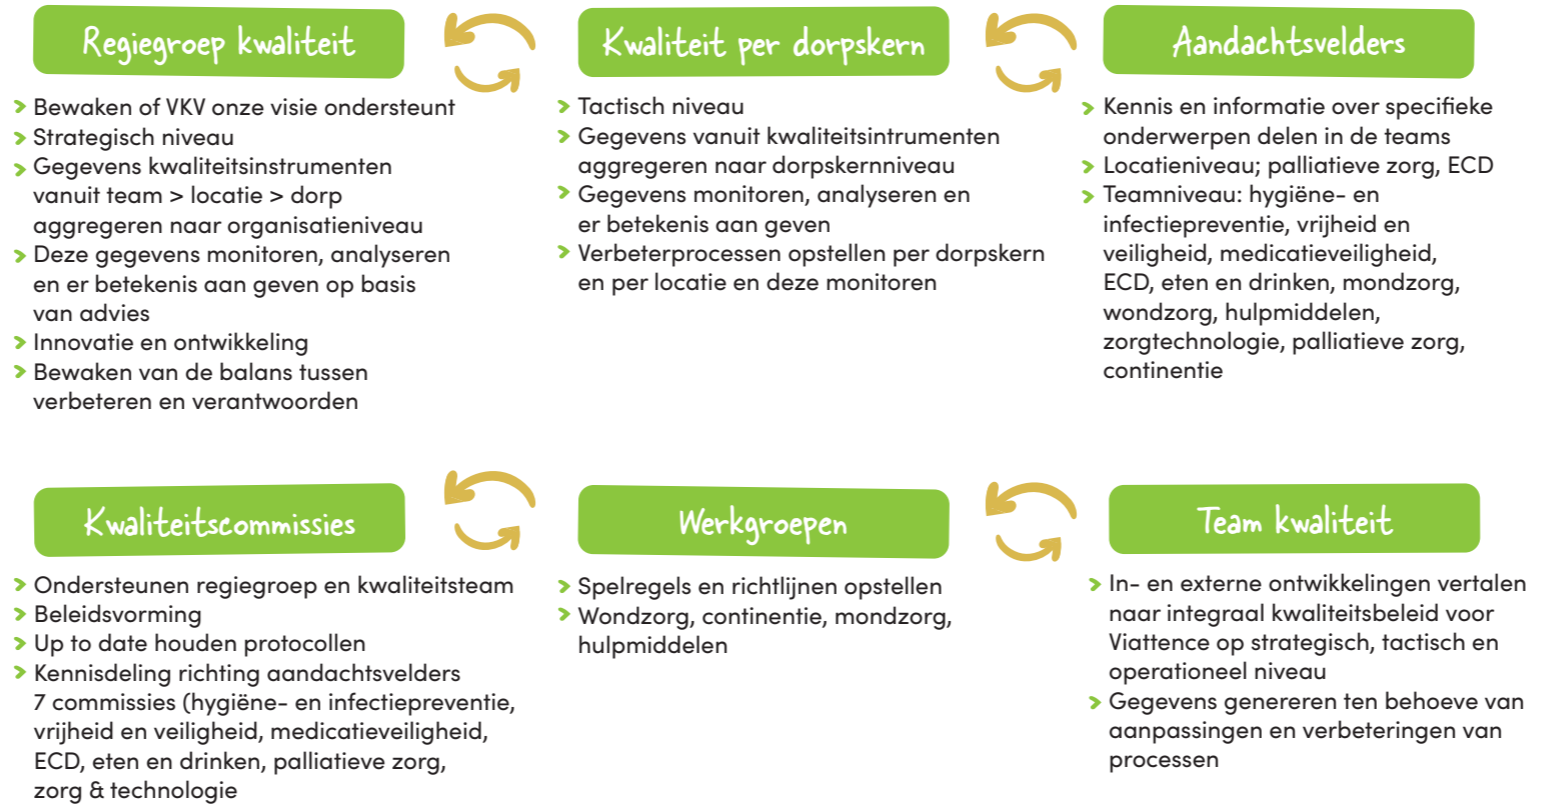 Regiegroep kwaliteit
Bewaken of VKV onze visie ondersteunt
Strategisch niveau
Gegevens kwaliteitsinstrumenten
vanuit team > locatie > dorp
aggregeren naar organisatieniveau
Deze gegevens monitoren, analyseren
en er betekenis aan geven op basis
van advies
Innovatie en ontwikkeling
Bewaken van de balans tussen
verbeteren en verantwoorden
Kwaliteit per dorpskern
Tactisch niveau
Gegevens vanuit kwaliteitsintrumenten
aggregeren naar dorpskernniveau
Gegevens monitoren, analyseren en
er betekenis aan geven
Verbeterprocessen opstellen per dorpskern
en per locatie en deze monitoren
Aandachtsvelders
Kennis en informatie over specifieke
onderwerpen delen in de teams
Locatieniveau; palliatieve zorg, ECD
Teamniveau: hygiëne- en
infectiepreventie, vrijheid en
veiligheid, medicatieveiligheid,
ECD, eten en drinken, mondzorg,
wondzorg, hulpmiddelen,
zorgtechnologie, palliatieve zorg,
continentie
Kwaliteitscommissies
Ondersteunen regiegroep en kwaliteitsteam
Beleidsvorming
Up to date houden protocollen
Kennisdeling richting aandachtsvelders
7 commissies (hygiëne- en infectiepreventie,
vrijheid en veiligheid, medicatieveiligheid,
ECD, eten en drinken, palliatieve zorg,
zorg & technologie
Werkgroepen
Spelregels en richtlijnen opstellen
Wondzorg, continentie, mondzorg,
hulpmiddelen
Team kwaliteit
In- en externe ontwikkelingen vertalen
naar integraal kwaliteitsbeleid voor
Viattence op strategisch, tactisch en
operationeel niveau
Gegevens genereren ten behoeve van
aanpassingen en verbeteringen van
processen